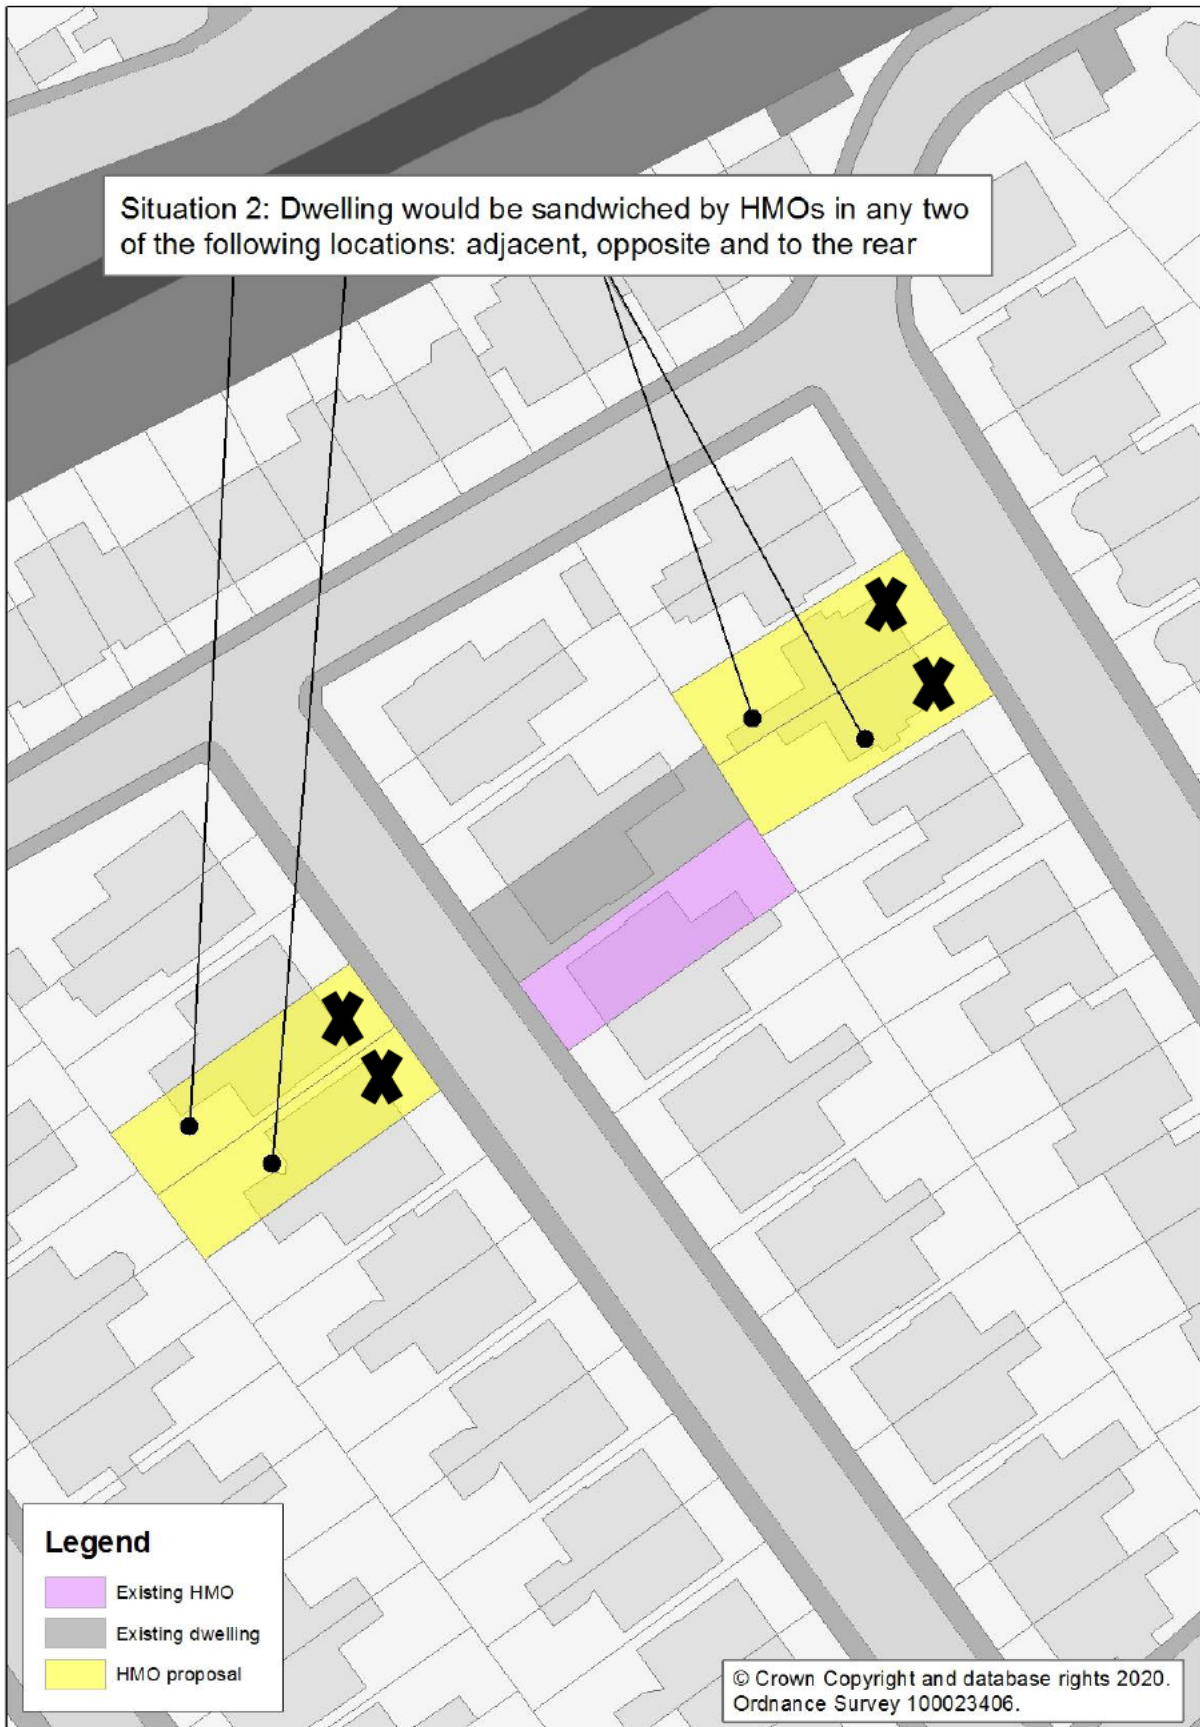 Situation 2: Dwelling would be sandwiched by HMOs in any two
of the following locations: adjacent, opposite and to the rear
Legend
Existing HMO
Existing dwelling
HMO proposal
© Crown Copyright and database rights 2020.
Ordnance Survey 100023406.